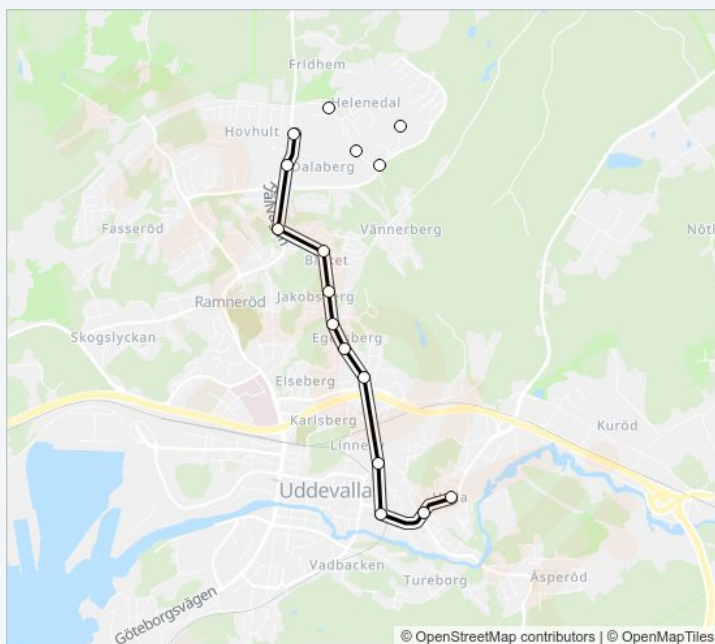 Fridhem
Helenedal
Hovhult
Dalaberg
Fasseröd
Vännerberg
Ramneröd
Skogslyckan
Elseberg
Karlsberg
Kuröd
Uddevalla
Vadbacken
Tureborg
Äsperöd
Göteborgsvägen
© OpenStreetMap contributors | © OpenMapTiles